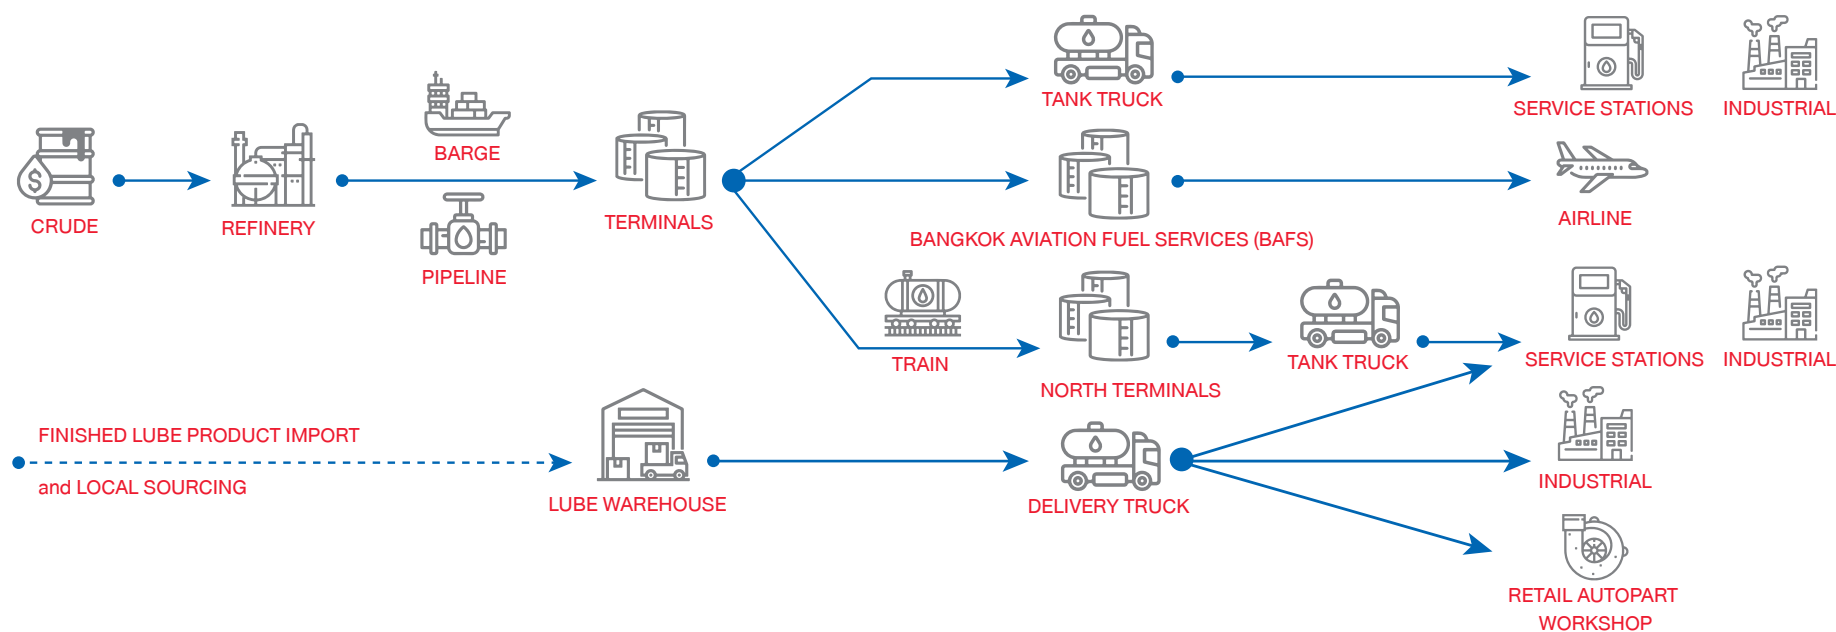 TANK TRUCK
SERVICE STATIONS
INDUSTRIAL
BARGE
CRUDE
REFINERY
TERMINALS
PIPELINE
BANGKOK AVIATION FUEL SERVICES (BAFS)
AIRLINE
TRAIN
NORTH TERMINALS
TANK TRUCK
SERVICE STATIONS
INDUSTRIAL
FINISHED LUBE PRODUCT IMPORT
and LOCAL SOURCING
LUBE WAREHOUSE
DELIVERY TRUCK
INDUSTRIAL
RETAIL AUTOPART
WORKSHOP
$